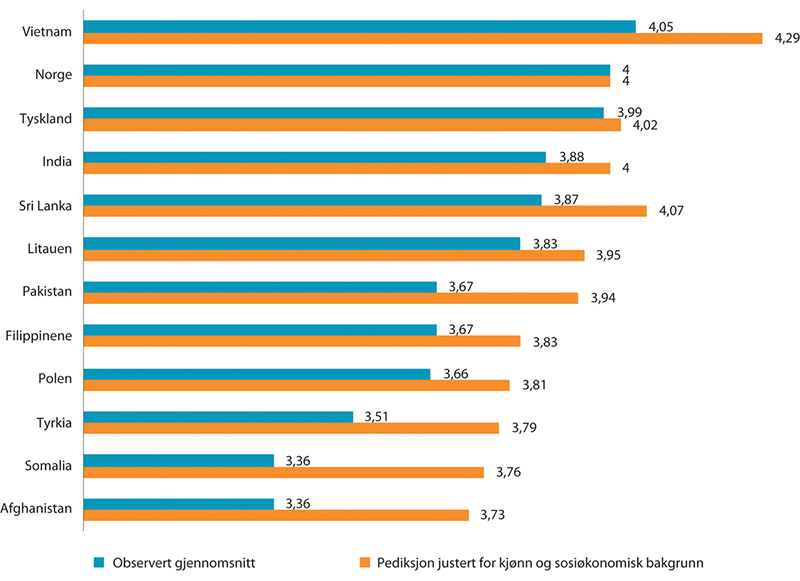 Vietnam 4,05
4,29
Norge 4
4
Tyskland 3,99
4,02
India 3,88
4
Sri Lanka 3,87
4,07
Litauen 3,83
3,95
Pakistan 3,67
3,94
Filippinene 3,67
3,83
Polen 3,66
3,81
Tyrkia 3,51
3,79
Somalia 3,36
3,76
Afghanistan 3,36
3,73
Observert gjennomsnitt Pediksjon justert for kjønn og sosiøkonomisk bakgrunn